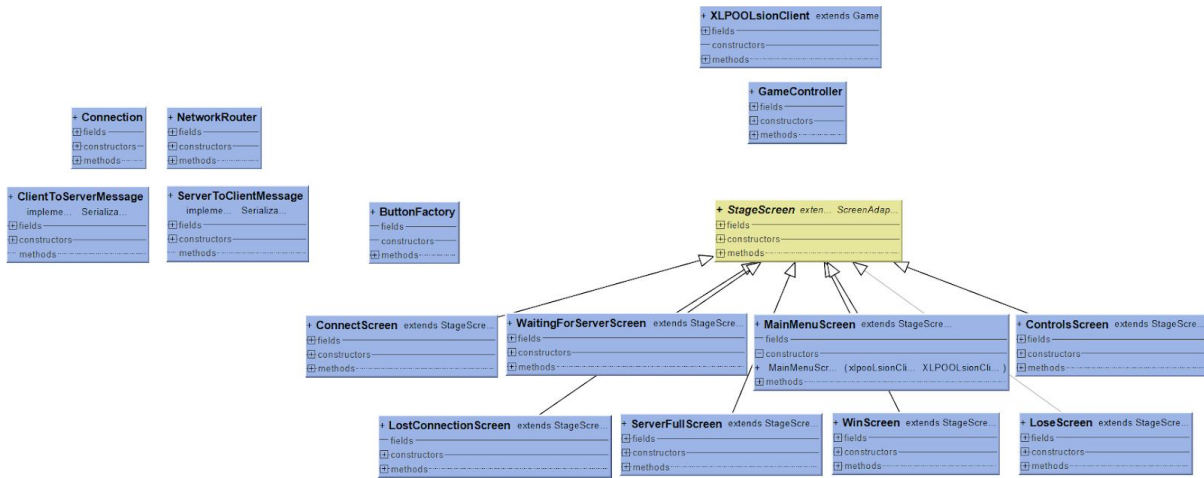 + XLPOOLsionClient extends Game
+ fields
constructors
+ methods
+ GameController
+ fields
+ constructors
+ methods
+ Connection
+ fields
+ constructors
+ methods
+ NetworkRouter
+ fields
+ constructors
+ methods
+ ClientToServerMessage
impleme... Serializa...
+ fields
+ constructors
methods
+ ServerToClientMessage
impleme... Serializa...
+ fields
+ constructors
methods
+ ButtonFactory
fields
constructors
+ methods
+ StageScreen exten... ScreenAdap...
+ fields
+ constructors
+ methods
+ ConnectScreen extends StageScre...
+ fields
+ constructors
+ methods
+ WaitingForServerScreen extends StageScre...
+ fields
+ constructors
+ methods
+ MainMenuScreen extends StageScre...
fields
- constructors
+ MainMenuScr... (xlpooLsionCli... XLPOOLsionCli... )
+ methods
+ ControlsScreen extends StageScre...
+ fields
+ constructors
+ methods
+ LostConnectionScreen extends StageScre...
fields
+ constructors
+ methods
+ ServerFullScreen extends StageScre...
+ fields
+ constructors
+ methods
+ WinScreen extends StageScre...
+ fields
+ constructors
+ methods
+ LoseScreen extends StageScre...
+ fields
+ constructors
+ methods